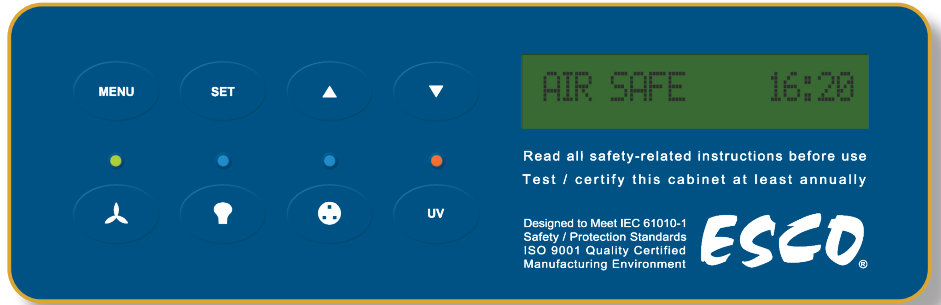 MENU
SET
AIR SAFE 16:20
Read all safety-related instructions before use
Test / certify this cabinet at least annually
UV
Designed to Meet IEC 61010-1
Safety / Protection Standards
ISO 9001 Quality Certified
Manufacturing Environment
ESCO®